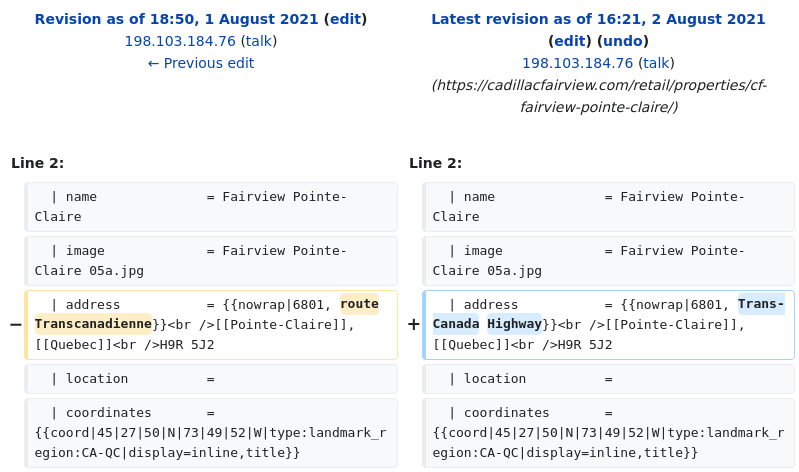 Revision as of 18:50, 1 August 2021 (edit)
198.103.184.76 (talk)
← Previous edit
Latest revision as of 16:21, 2 August 2021
(edit) (undo)
198.103.184.76 (talk)
(https://cadillacfairview.com/retail/properties/cf-
fairview-pointe-claire/)
Line 2:
| name = Fairview Pointe-
Claire
| image = Fairview Pointe-
Claire 05a.jpg
− | address = {{nowrap|6801, route
Transcanadienne}}<br />[[Pointe-Claire]],
[[Quebec]]<br />H9R 5J2
| location =
| coordinates =
{{coord|45|27|50|N|73|49|52|W|type:landmark_r
egion:CA-QC|display=inline,title}}
Line 2:
| name = Fairview Pointe-
Claire
| image = Fairview Pointe-
Claire 05a.jpg
+ | address = {{nowrap|6801, Trans-
Canada Highway}}<br />[[Pointe-Claire]],
[[Quebec]]<br />H9R 5J2
| location =
| coordinates =
{{coord|45|27|50|N|73|49|52|W|type:landmark_r
egion:CA-QC|display=inline,title}}